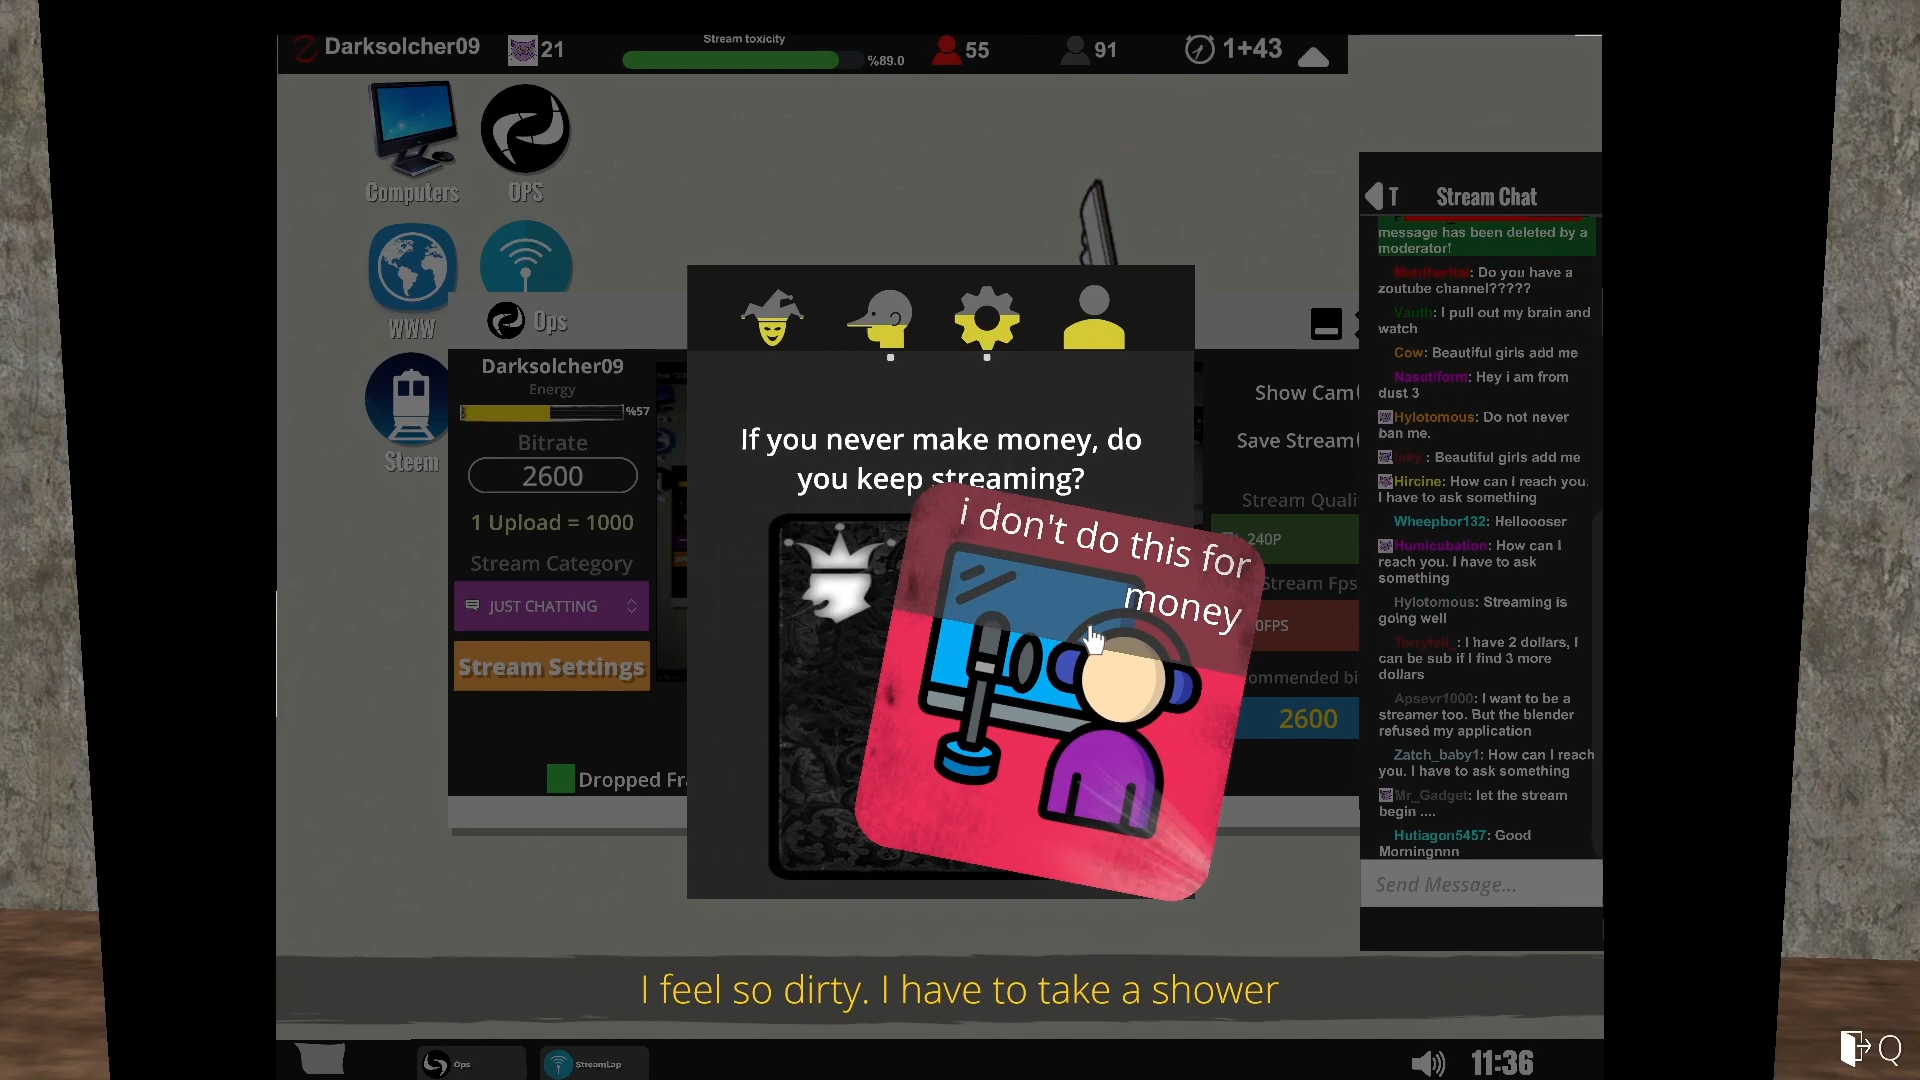 Darksolcher09
21
Stream toxicity
%89.0
55
91
1+43
Computers
OPS
WWW
Steem
Ops
Darksolcher09
Energy
%57
Bitrate
2600
1 Upload = 1000
Stream Category
JUST CHATTING
Stream Settings
Dropped Fra
If you never make money, do
you keep streaming?
i don't do this for
money
Show Cam
Save Stream
Stream Quali
240P
Stream Fps
0FPS
ommended bi
2600
T
Stream Chat
message has been deleted by a
moderator!
Matriherital: Do you have a
zoutube channel?????
Vauth: I pull out my brain and
watch
Cow: Beautiful girls add me
Nasutiform: Hey i am from
dust 3
Hylotomous: Do not never
ban me.
: Beautiful girls add me
Hircine: How can I reach you.
I have to ask something
Wheepbor132: Helloooser
Humicubation: How can I
reach you. I have to ask
something
Hylotomous: Streaming is
going well
Terryfail_: I have 2 dollars, I
can be sub if I find 3 more
dollars
Apsevr1000: I want to be a
streamer too. But the blender
refused my application
Zatch_baby1: How can I reach
you. I have to ask something
Mr_Gadget: let the stream
begin ....
Hutiagon5457: Good
Morningnnn
Send Message...
I feel so dirty. I have to take a shower
Ops
StreamLap
11:36
Q